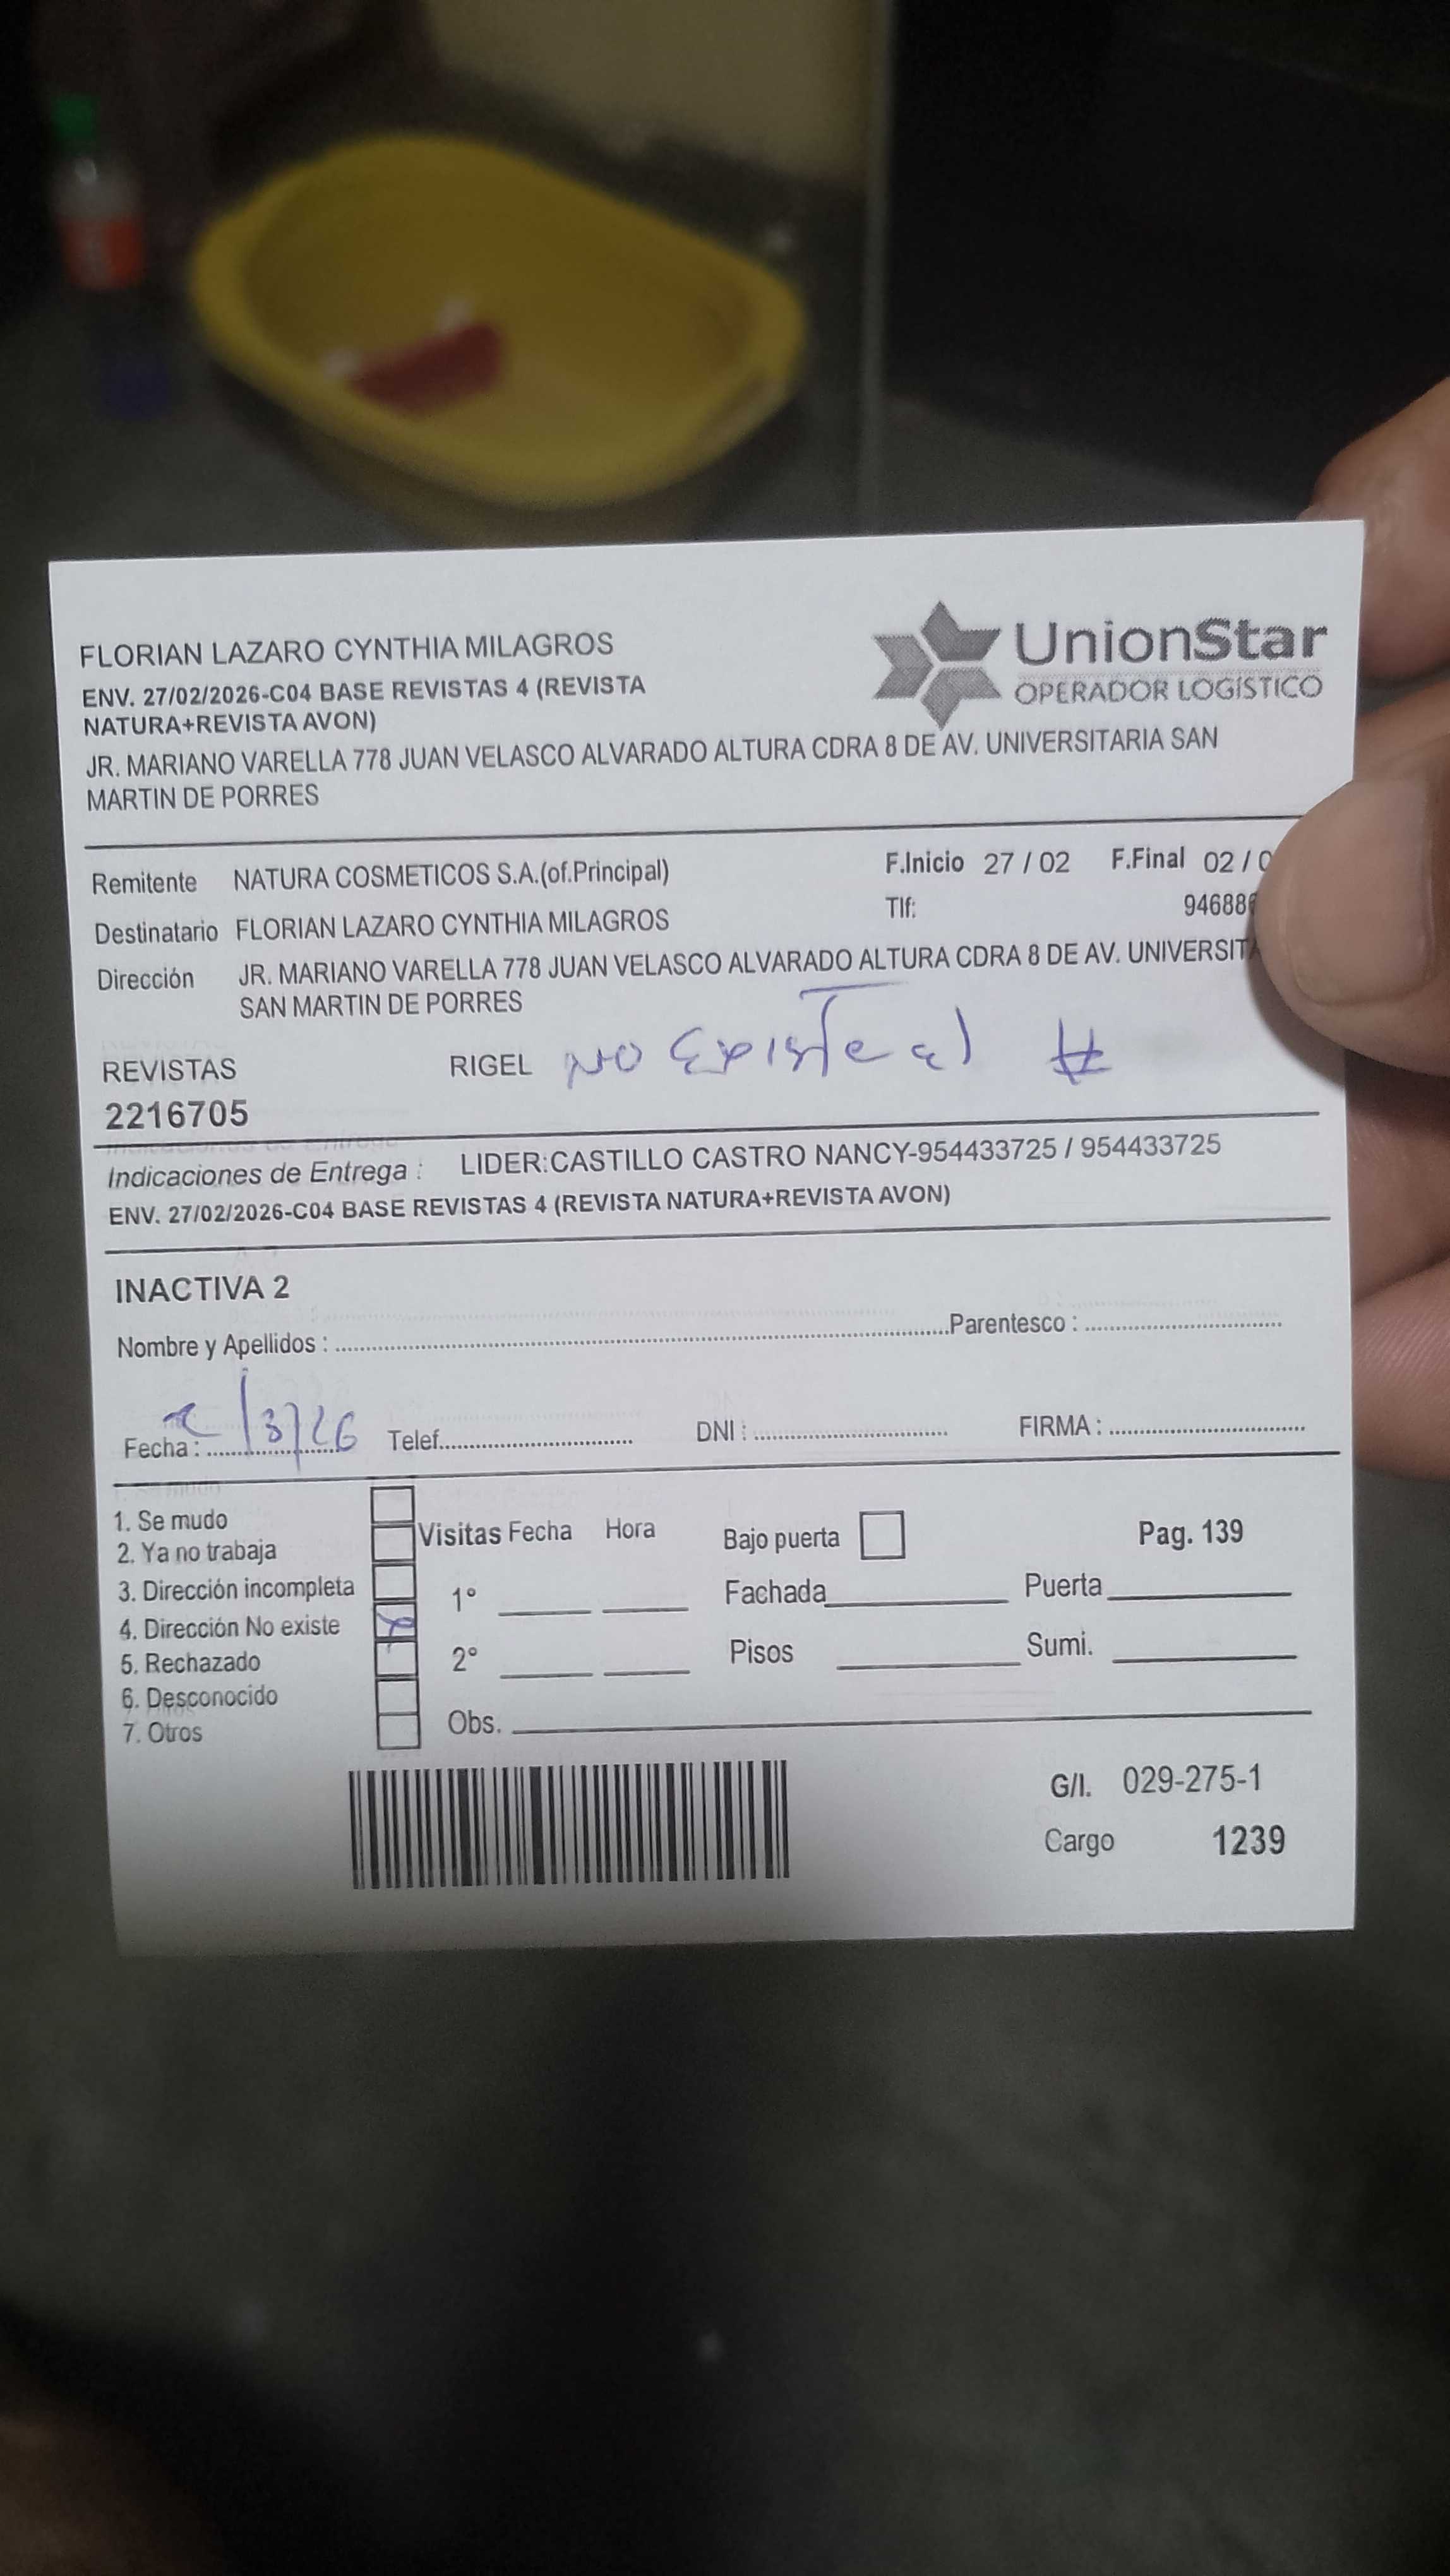 FLORIAN LAZARO CYNTHIA MILAGROS
UnionStar
OPERADOR LOGÍSTICO
ENV. 27/02/2026-C04 BASE REVISTAS 4 (REVISTA
NATURA+REVISTA AVON)
JR. MARIANO VARELLA 778 JUAN VELASCO ALVARADO ALTURA CDRA 8 DE AV. UNIVERSITARIA SAN
MARTIN DE PORRES
Remitente NATURA COSMETICOS S.A.(of.Principal) F.Inicio 27 / 02 F.Final 02 / 0
Destinatario FLORIAN LAZARO CYNTHIA MILAGROS Tlf: 94688
Dirección JR. MARIANO VARELLA 778 JUAN VELASCO ALVARADO ALTURA CDRA 8 DE AV. UNIVERSIT
SAN MARTIN DE PORRES
REVISTAS RIGEL NO Existe el #
2216705
Indicaciones de Entrega : LIDER:CASTILLO CASTRO NANCY-954433725 / 954433725
ENV. 27/02/2026-C04 BASE REVISTAS 4 (REVISTA NATURA+REVISTA AVON)
INACTIVA 2
Nombre y Apellidos : Parentesco :
Fecha : /3/26 Telef. DNI : FIRMA :
1. Se mudo
2. Ya no trabaja
3. Dirección incompleta
4. Dirección No existe
5. Rechazado
6. Desconocido
7. Otros
Visitas Fecha Hora
1°
2°
Obs.
Bajo puerta Pag. 139
Fachada Puerta
Pisos Sumi.
G/I. 029-275-1
Cargo 1239